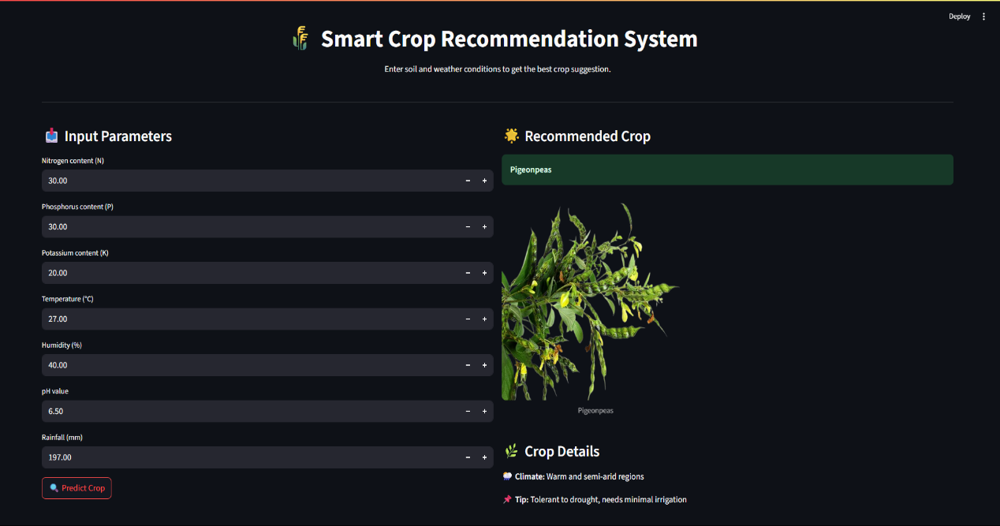 Deploy
Smart Crop Recommendation System
Enter soil and weather conditions to get the best crop suggestion.
Input Parameters
Nitrogen content (N)
30.00
Phosphorus content (P)
30.00
Potassium content (K)
20.00
Temperature (°C)
27.00
Humidity (%)
40.00
pH value
6.50
Rainfall (mm)
197.00
Predict Crop
Recommended Crop
Pigeonpeas
Pigeonpeas
Crop Details
Climate: Warm and semi-arid regions
Tip: Tolerant to drought, needs minimal irrigation